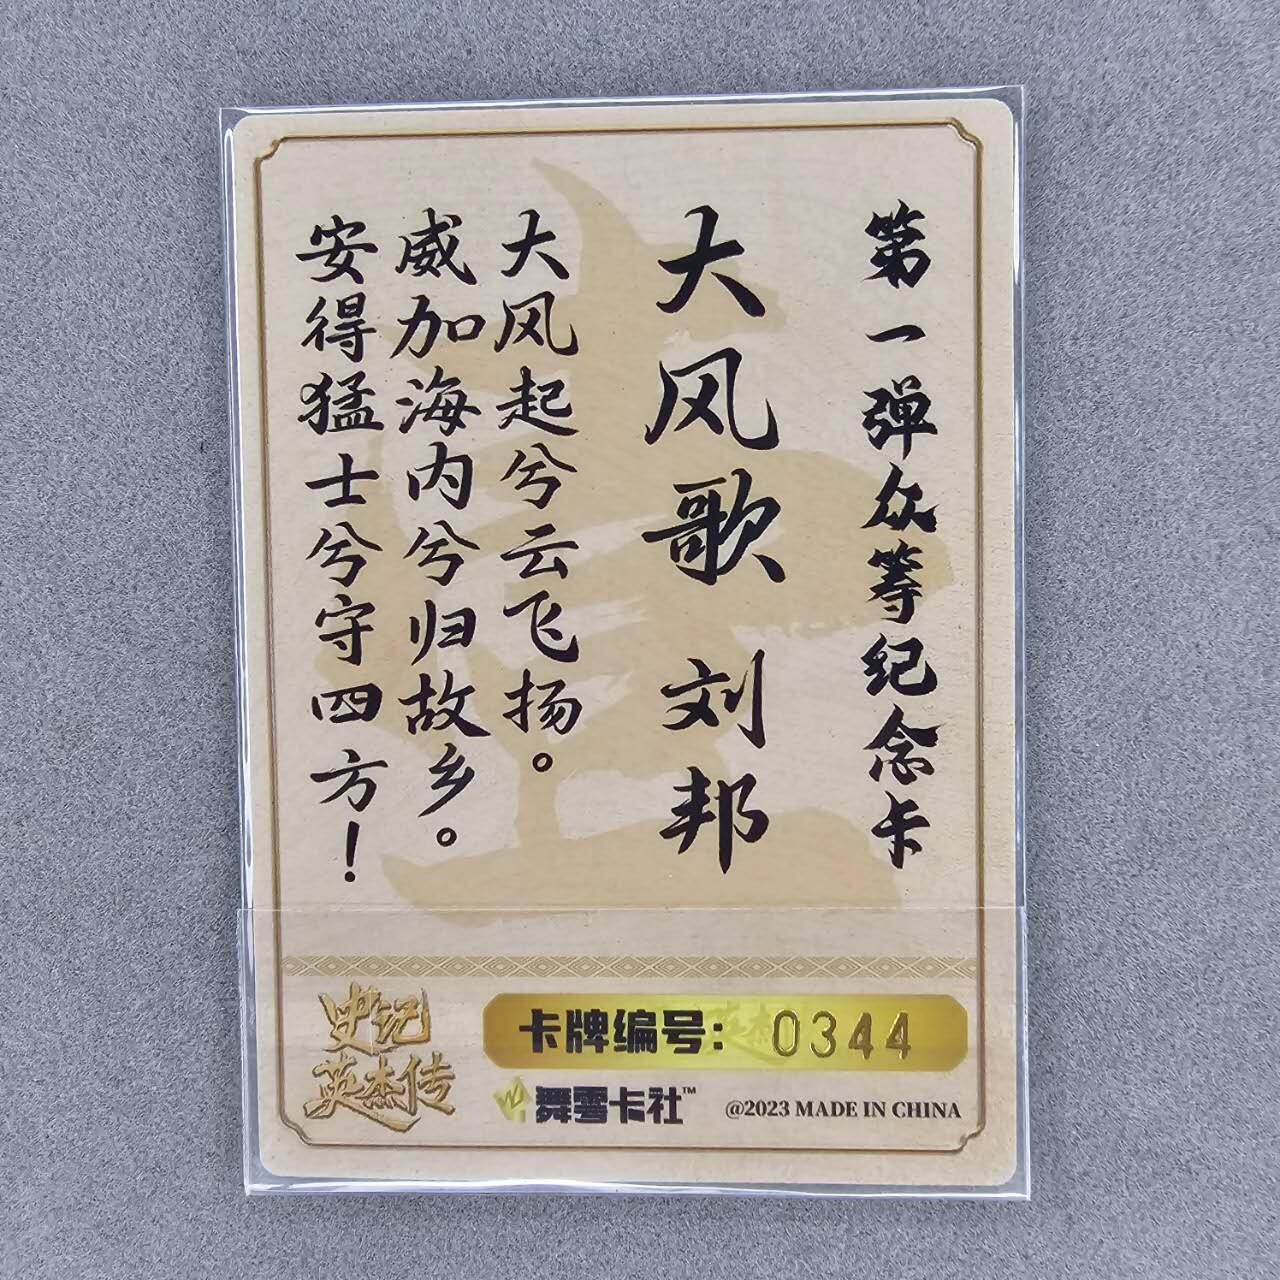 第一弹众筹纪念卡
大风歌 刘邦
大风起兮云飞扬。
威加海内兮归故乡。
安得猛士兮守四方！
史记
英杰传
卡牌编号：0344
舞雩卡社™
@2023 MADE IN CHINA